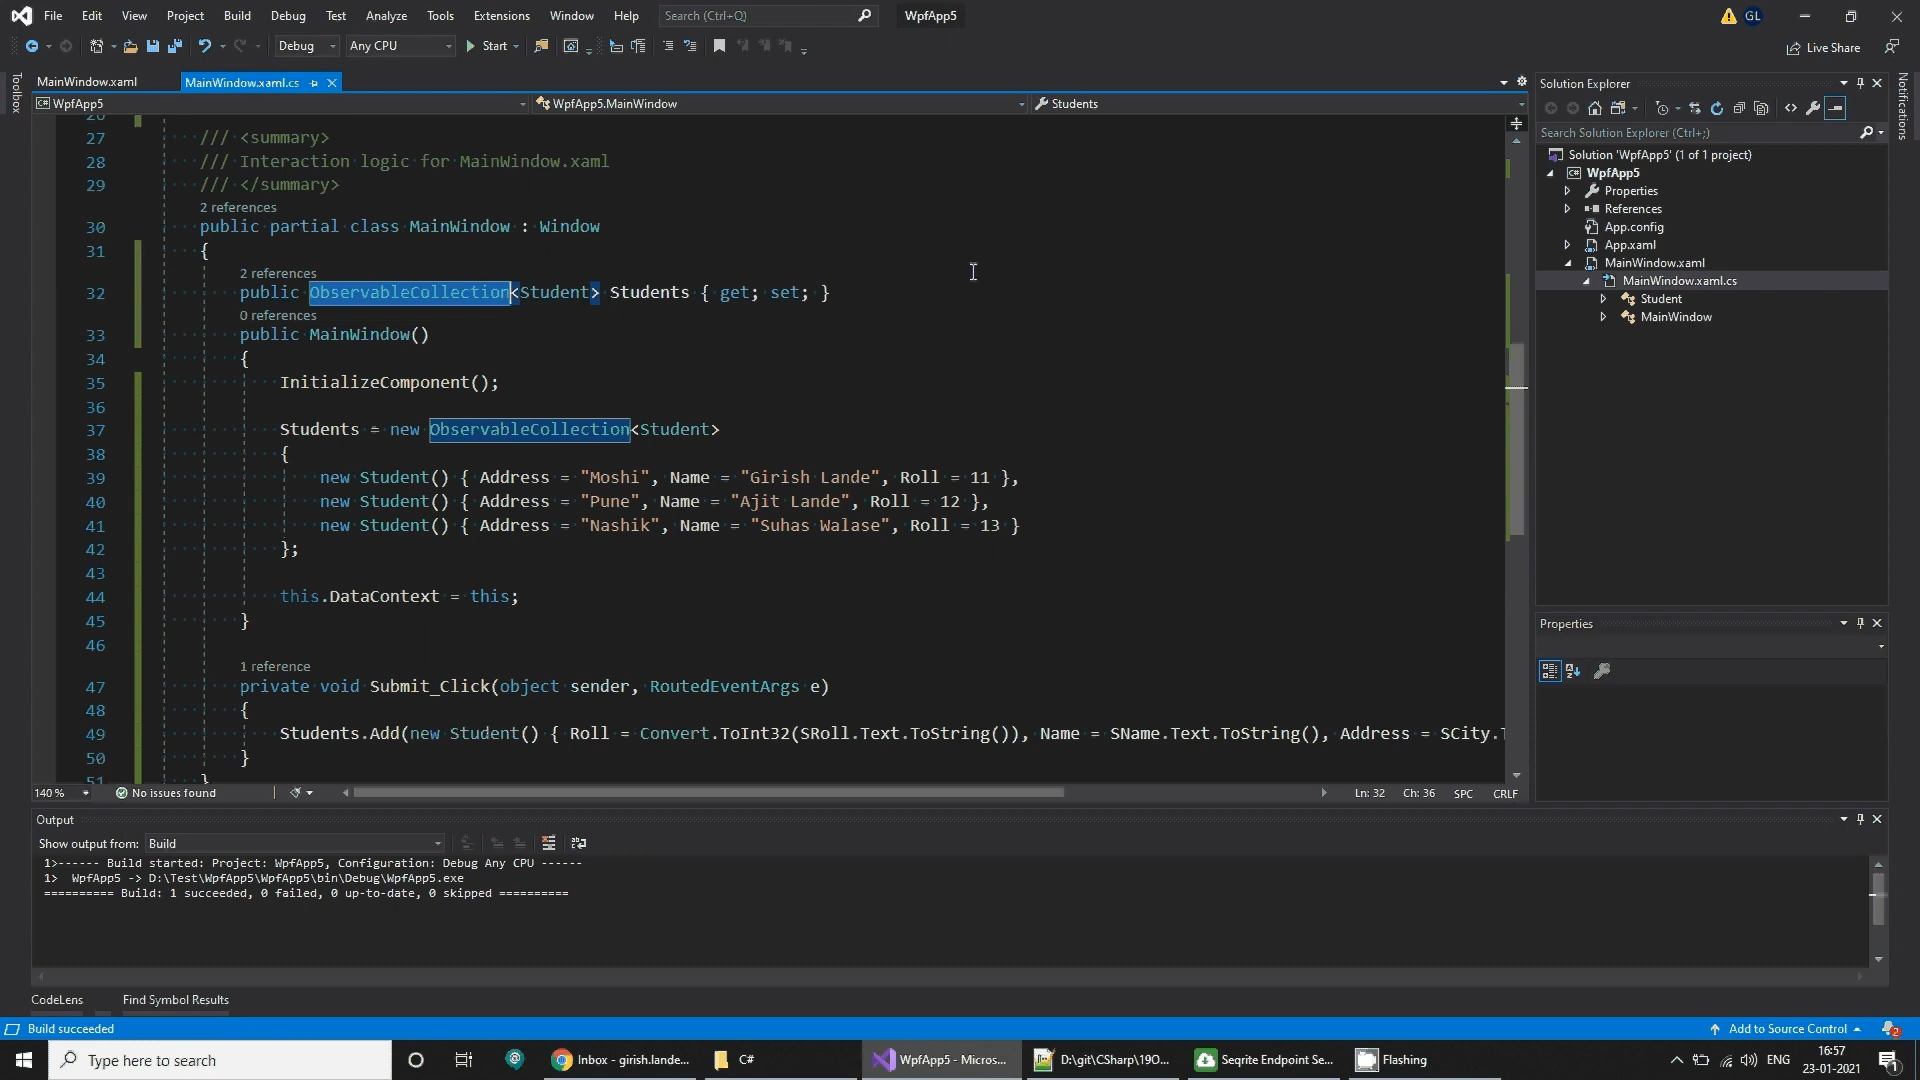 File Edit View Project Build Debug Test Analyze Tools Extensions Window Help Search (Ctrl+Q) WpfApp5 GL
Debug Any CPU Start Live Share
Toolbox
MainWindow.xaml MainWindow.xaml.cs
C# WpfApp5 WpfApp5.MainWindow Students
27 /// <summary>
28 /// Interaction logic for MainWindow.xaml
29 /// </summary>
2 references
30 public partial class MainWindow : Window
31 {
2 references
32 public ObservableCollection<Student> Students { get; set; }
0 references
33 public MainWindow()
34 {
35 InitializeComponent();
36
37 Students = new ObservableCollection<Student>
38 {
39 new Student() { Address = "Moshi", Name = "Girish Lande", Roll = 11 },
40 new Student() { Address = "Pune", Name = "Ajit Lande", Roll = 12 },
41 new Student() { Address = "Nashik", Name = "Suhas Walase", Roll = 13 }
42 };
43
44 this.DataContext = this;
45 }
46
1 reference
47 private void Submit_Click(object sender, RoutedEventArgs e)
48 {
49 Students.Add(new Student() { Roll = Convert.ToInt32(SRoll.Text.ToString()), Name = SName.Text.ToString(), Address = SCity.T
50 }
51 }
140 % No issues found Ln: 32 Ch: 36 SPC CRLF
Solution Explorer
Search Solution Explorer (Ctrl+;)
Solution 'WpfApp5' (1 of 1 project)
C# WpfApp5
Properties
References
App.config
App.xaml
MainWindow.xaml
MainWindow.xaml.cs
Student
MainWindow
Notifications
Properties
Output
Show output from: Build
1>------ Build started: Project: WpfApp5, Configuration: Debug Any CPU ------
1> WpfApp5 -> D:\Test\WpfApp5\WpfApp5\bin\Debug\WpfApp5.exe
========== Build: 1 succeeded, 0 failed, 0 up-to-date, 0 skipped ==========
CodeLens Find Symbol Results
Build succeeded Add to Source Control 2
Type here to search Inbox - girish.lande... C# WpfApp5 - Micros... D:\git\CSharp\19O... Seqrite Endpoint Se... Flashing ENG 16:57
23-01-2021 1